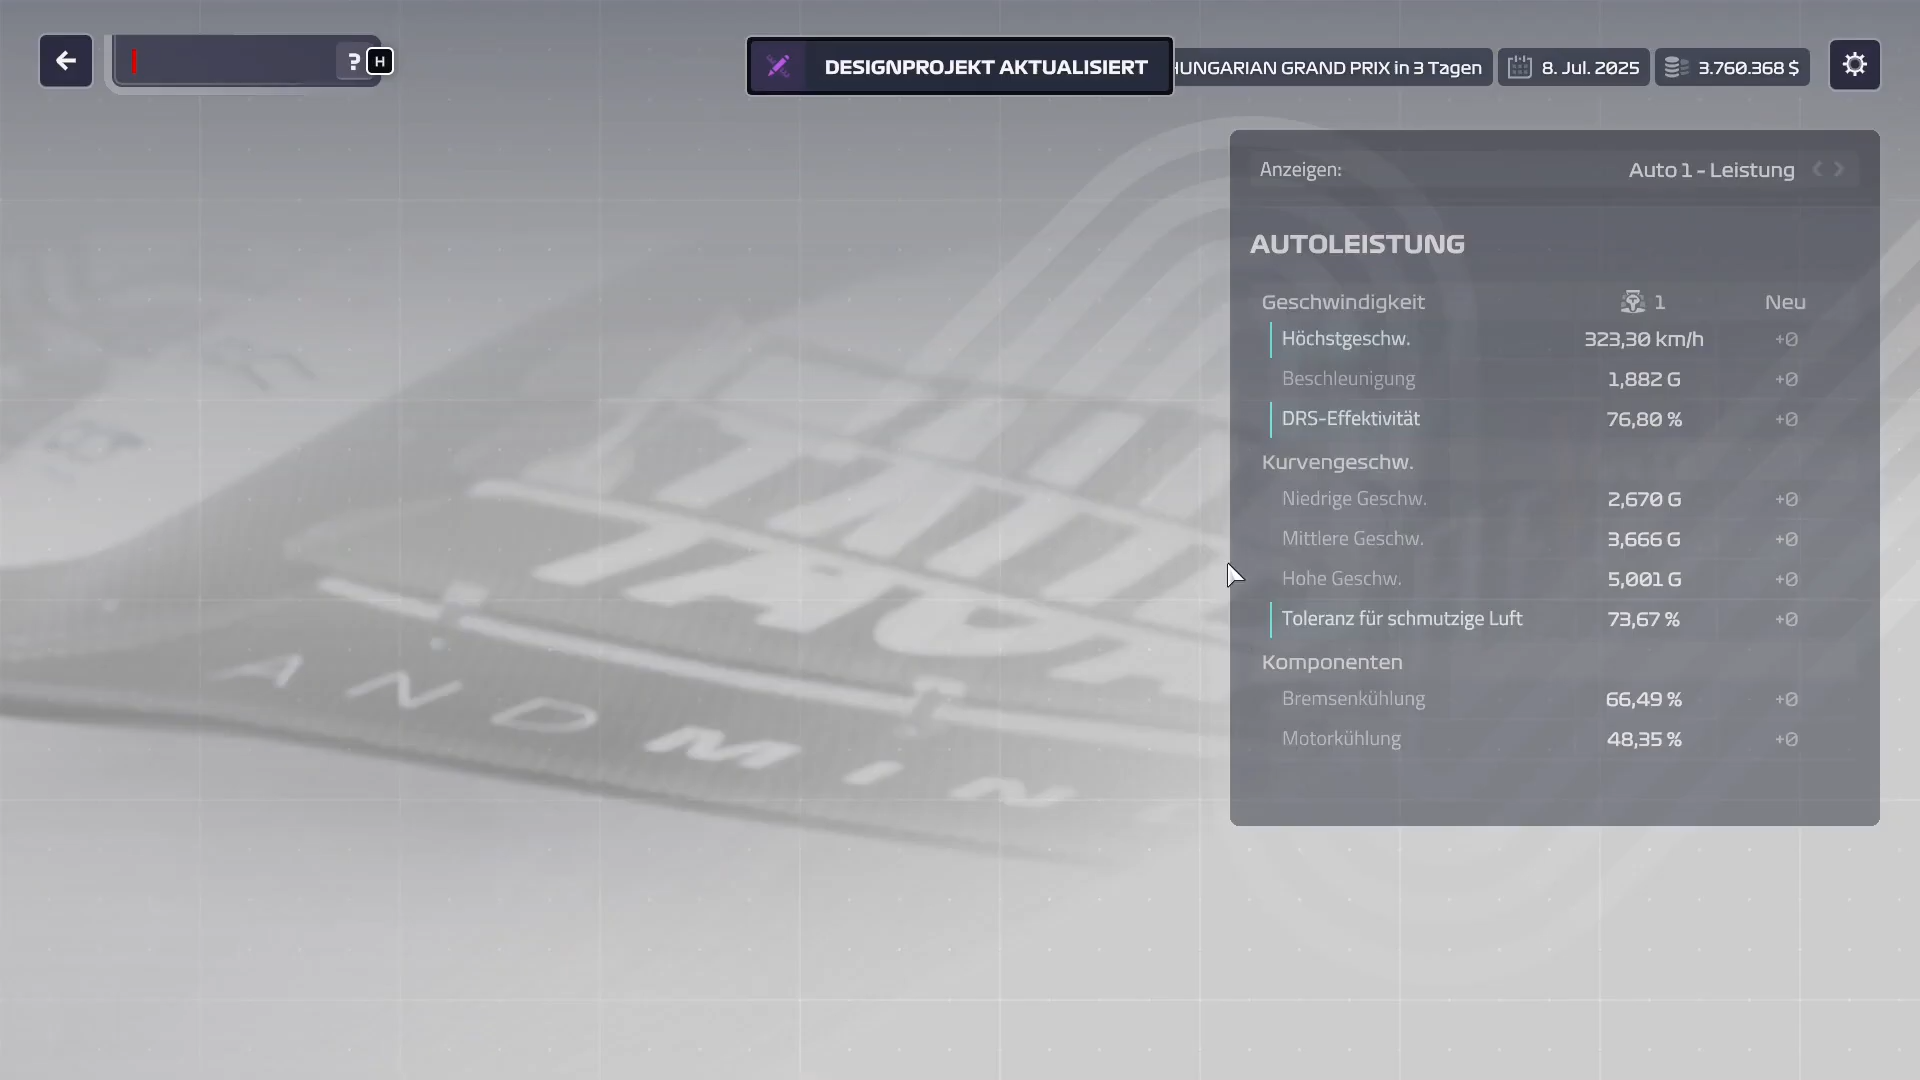 ? H
DESIGNPROJEKT AKTUALISIERT
HUNGARIAN GRAND PRIX in 3 Tagen
8. Jul. 2025
3.760.368 $
Anzeigen: Auto 1 - Leistung
AUTOLEISTUNG
Geschwindigkeit 1 Neu
Höchstgeschw. 323,30 km/h +0
Beschleunigung 1,882 G +0
DRS-Effektivität 76,80 % +0
Kurvengeschw.
Niedrige Geschw. 2,670 G +0
Mittlere Geschw. 3,666 G +0
Hohe Geschw. 5,001 G +0
Toleranz für schmutzige Luft 73,67 % +0
Komponenten
Bremsenkühlung 66,49 % +0
Motorkühlung 48,35 % +0